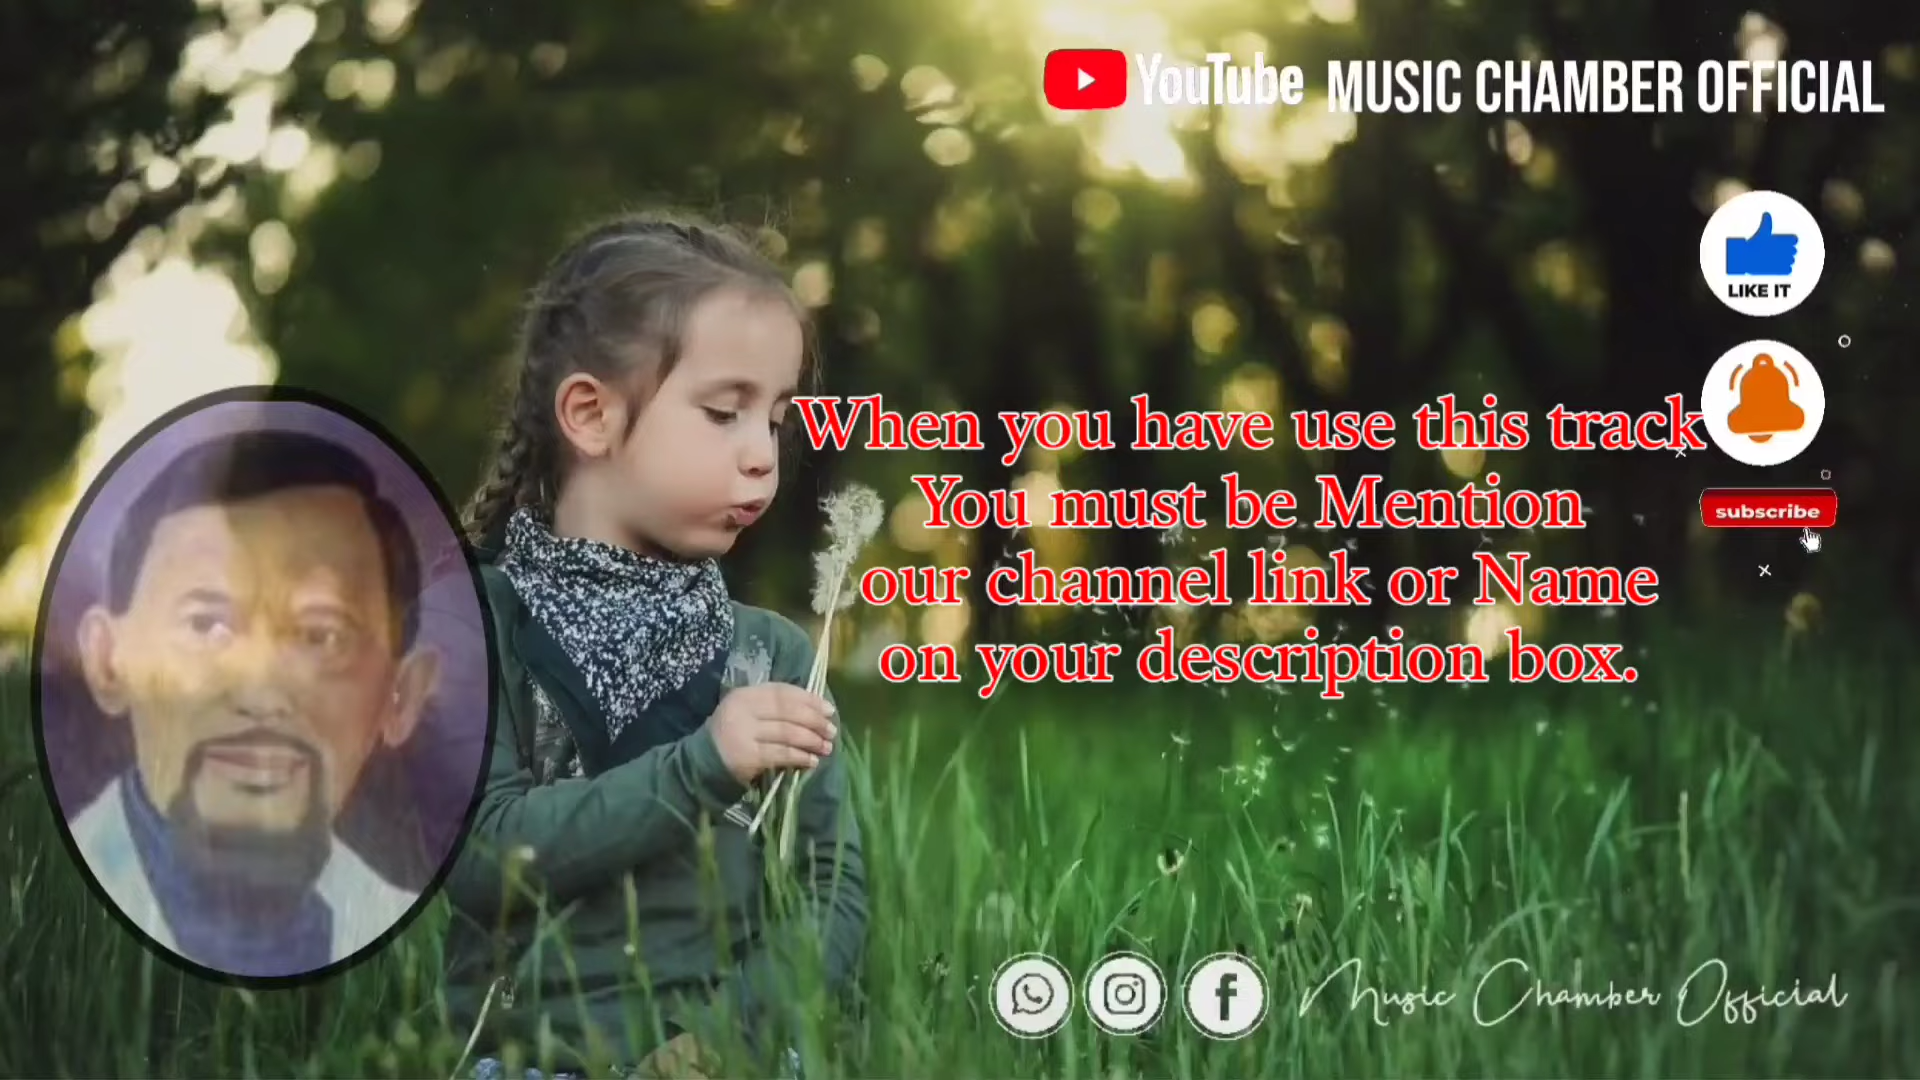 YouTube MUSIC CHAMBER OFFICIAL
LIKE IT
When you have use this track
You must be Mention
our channel link or Name
on your description box.
subscribe
Music Chamber Official